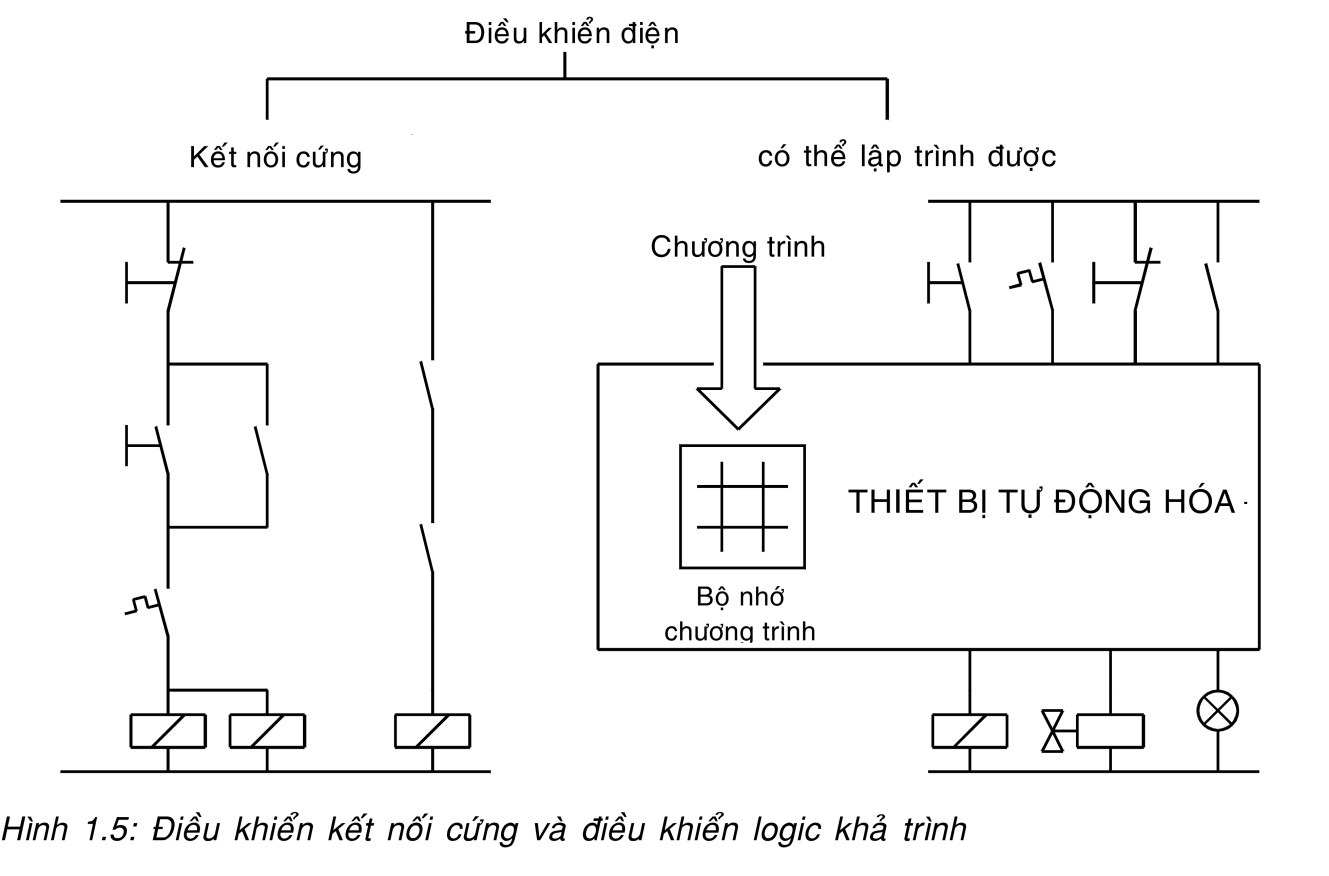 Điều khiển điện
Kết nối cứng
có thể lập trình được
Chương trình
THIẾT BỊ TỰ ĐỘNG HÓA
Bộ nhớ
chương trình
Hình 1.5: Điều khiển kết nối cứng và điều khiển logic khả trình